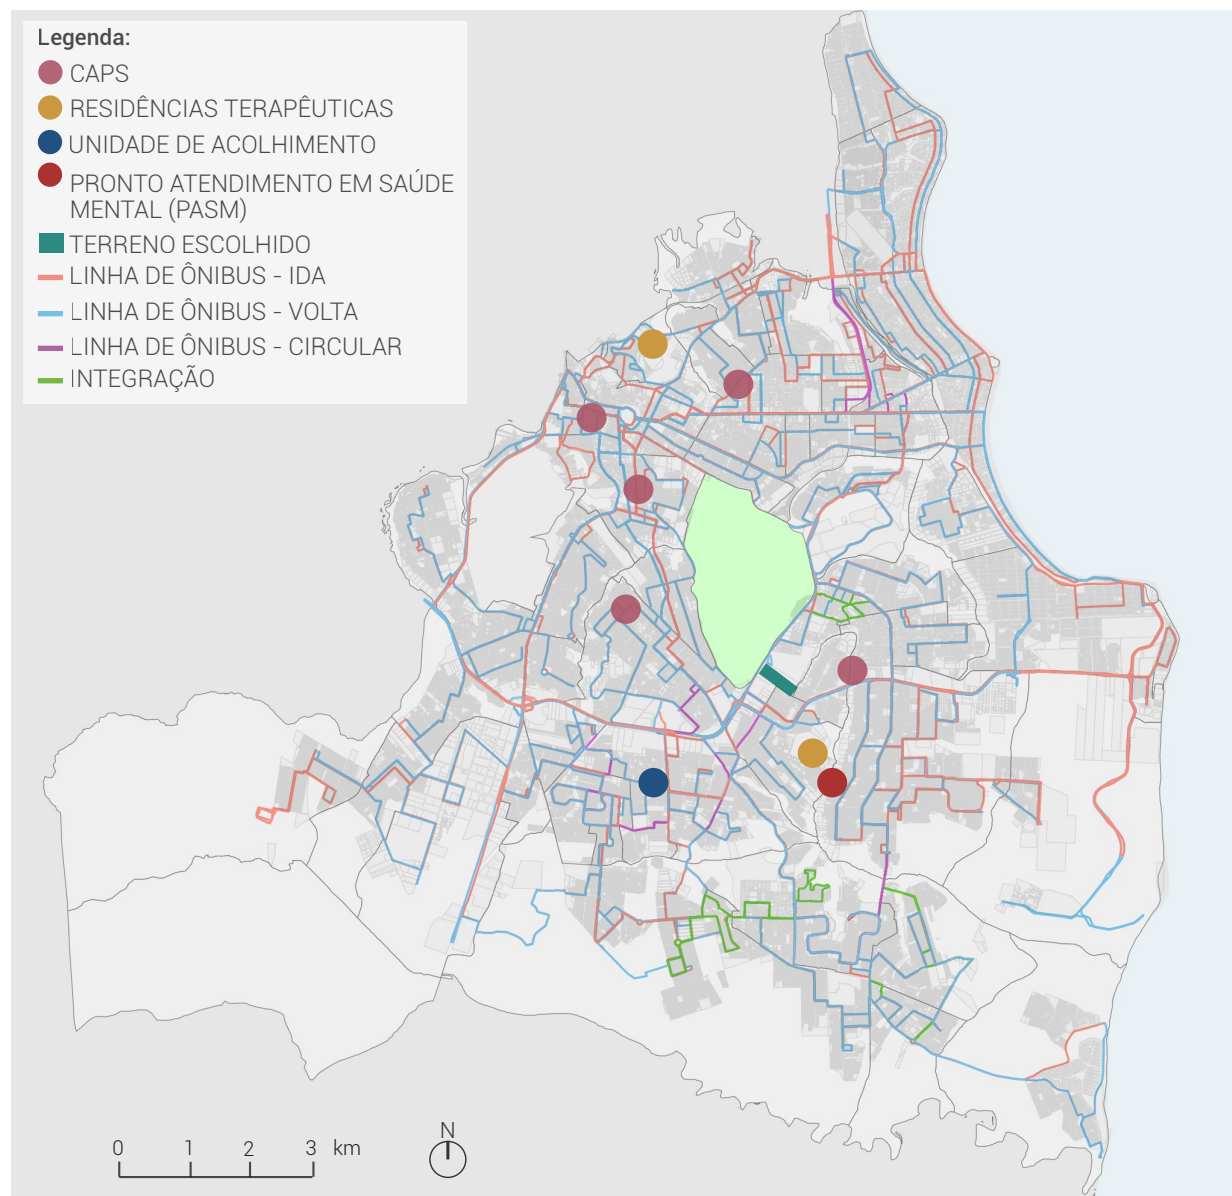 Legenda:
CAPS
RESIDÊNCIAS TERAPÊUTICAS
UNIDADE DE ACOLHIMENTO
PRONTO ATENDIMENTO EM SAÚDE
MENTAL (PASM)
TERRENO ESCOLHIDO
LINHA DE ÔNIBUS - IDA
LINHA DE ÔNIBUS - VOLTA
LINHA DE ÔNIBUS - CIRCULAR
INTEGRAÇÃO
0 1 2 3 km
N